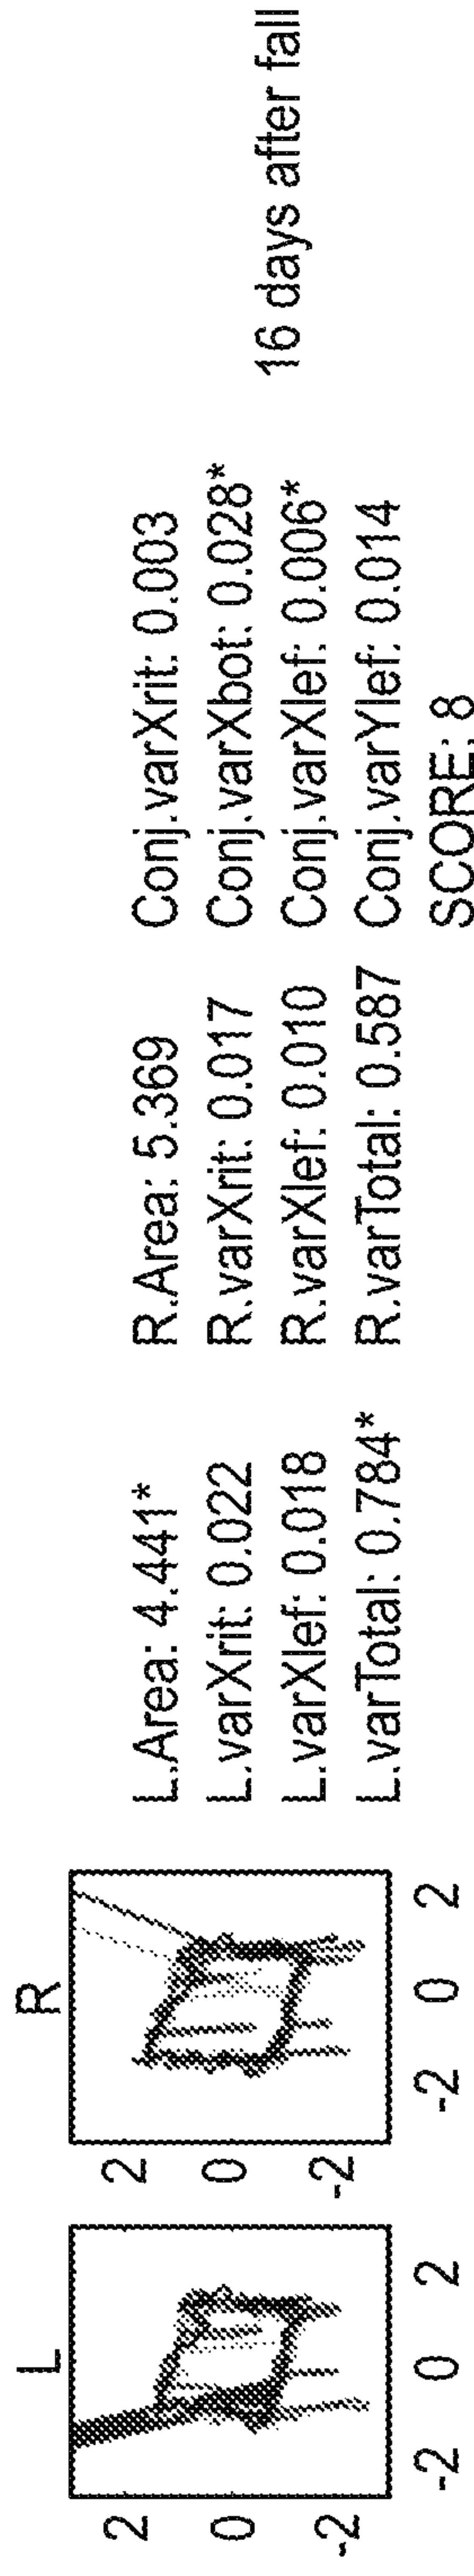 L
R
2
0
-2
-2
0
2
2
0
-2
-2
0
2
L.Area: 4.441*
L.varXrit: 0.022
L.varXlef: 0.018
L.varTotal: 0.784*
R.Area: 5.369
R.varXrit: 0.017
R.varXlef: 0.010
R.varTotal: 0.587
Conj.varXrit: 0.003
Conj.varXbot: 0.028*
Conj.varXlef: 0.006*
Conj.varYlef: 0.014
SCORE: 8
16 days after fall